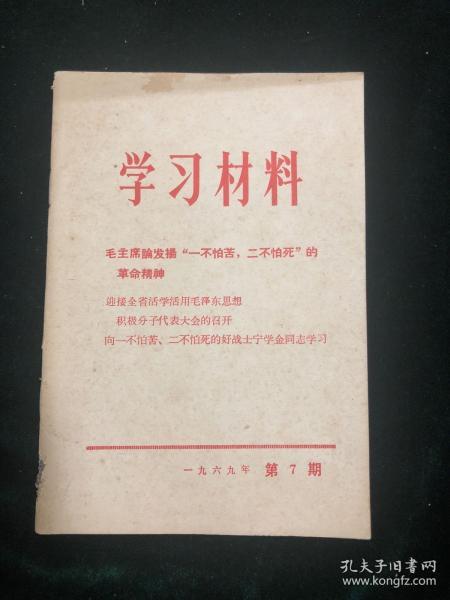 学习材料
毛主席論发揚“一不怕苦，二不怕死”的
革命精神
迎接全省活学活用毛泽东思想
积极分子代表大会的召开
向一不怕苦、二不怕死的好战士宁学金同志学习
一九六九年 第7期
孔夫子旧书网
www.kongfz.com